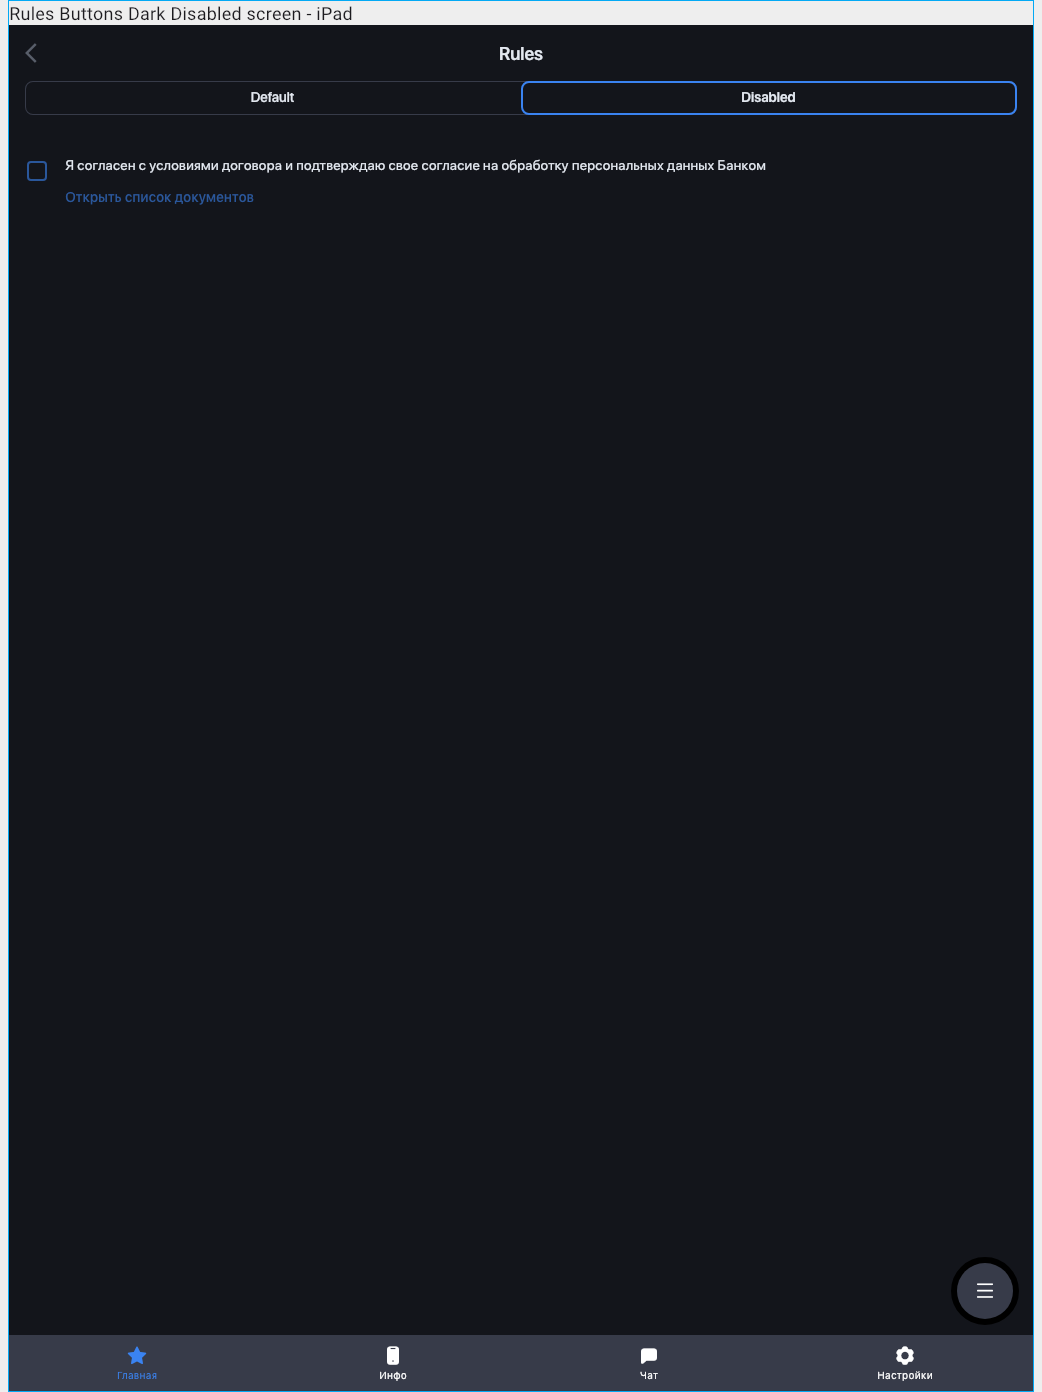 Rules Buttons Dark Disabled screen - iPad
Rules
Default
Disabled
Я согласен с условиями договора и подтверждаю свое согласие на обработку персональных данных Банком
Открыть список документов
Главная
Инфо
Чат
Настройки